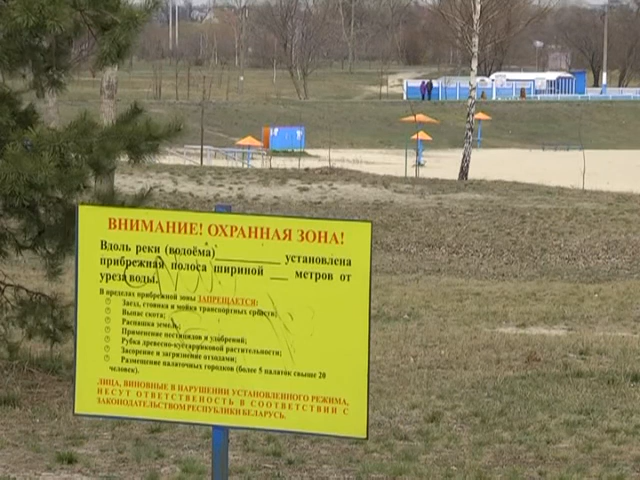 ВНИМАНИЕ! ОХРАННАЯ ЗОНА!
Вдоль реки (водоёма)____________ установлена
прибрежная полоса шириной ___ метров от
уреза воды.
В пределах прибрежной зоны ЗАПРЕЩАЕТСЯ:
Заезд, стоянка и мойка транспортных средств;
Выпас скота;
Распашка земель;
Применение пестицидов и удобрений;
Рубка древесно-кустарниковой растительности;
Засорение и загрязнение отходами;
Размещение палаточных городков (более 5 палаток свыше 20
человек).
ЛИЦА, ВИНОВНЫЕ В НАРУШЕНИИ УСТАНОВЛЕННОГО РЕЖИМА,
НЕСУТ ОТВЕТСТВЕННОСТЬ В СООТВЕТСТВИИ С
ЗАКОНОДАТЕЛЬСТВОМ РЕСПУБЛИКИ БЕЛАРУСЬ.